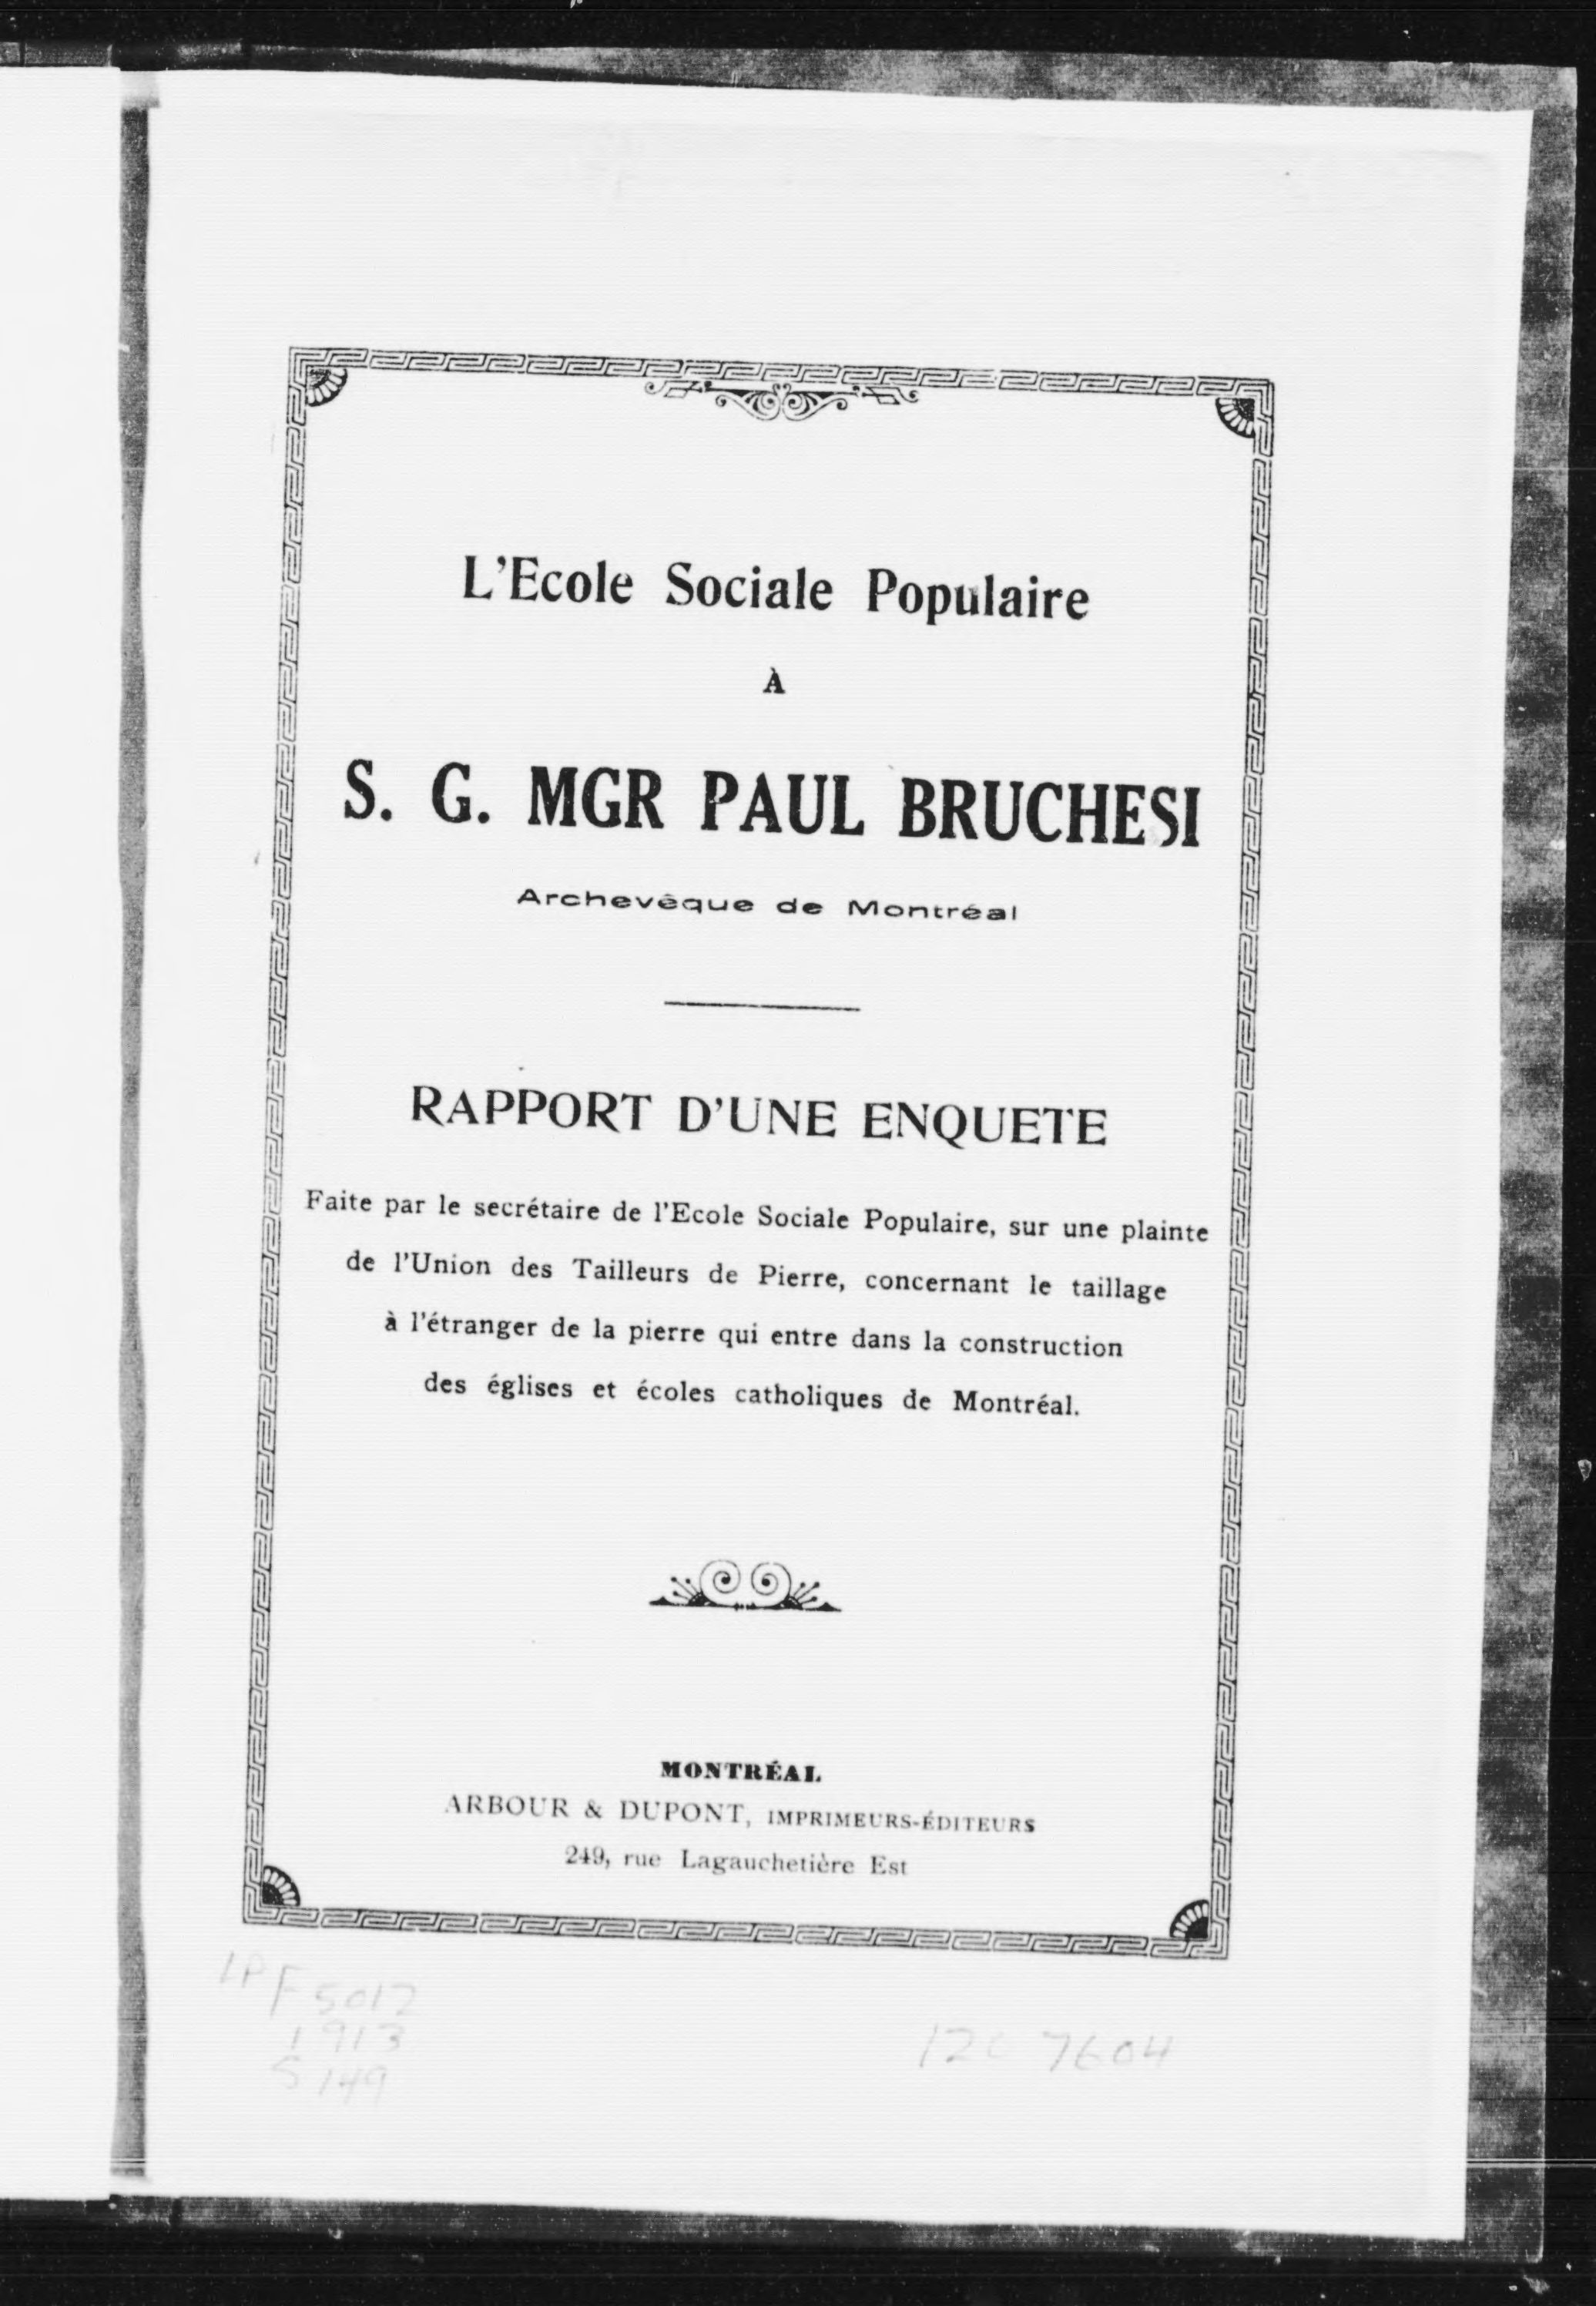 L'Ecole Sociale Populaire
À
S. G. MGR PAUL BRUCHESI
Archevêque de Montréal
RAPPORT D'UNE ENQUETE
Faite par le secrétaire de l'Ecole Sociale Populaire, sur une plainte
de l'Union des Tailleurs de Pierre, concernant le taillage
à l'étranger de la pierre qui entre dans la construction
des églises et écoles catholiques de Montréal.
MONTRÉAL
ARBOUR & DUPONT, IMPRIMEURS-ÉDITEURS
249, rue Lagauchetière Est
F5012
1913
S149
7604